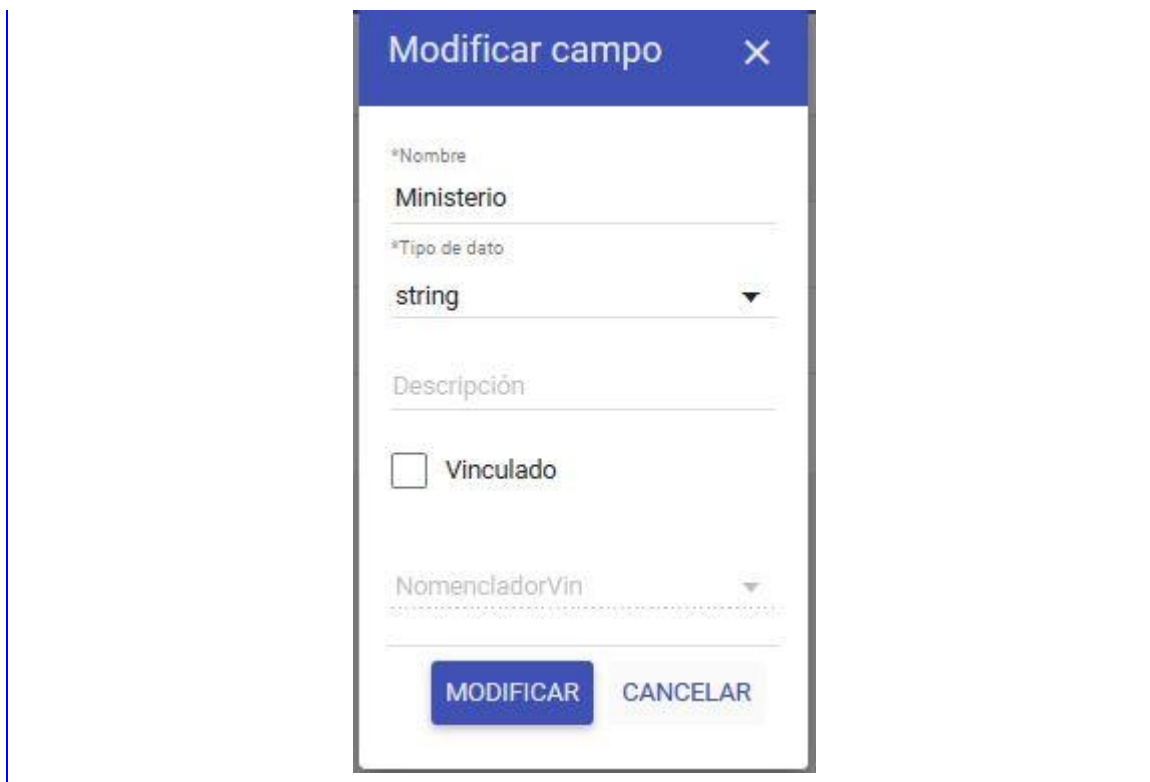 Modificar campo
*Nombre
Ministerio
*Tipo de dato
string
Descripción
Vinculado
NomencladorVin
MODIFICAR CANCELAR